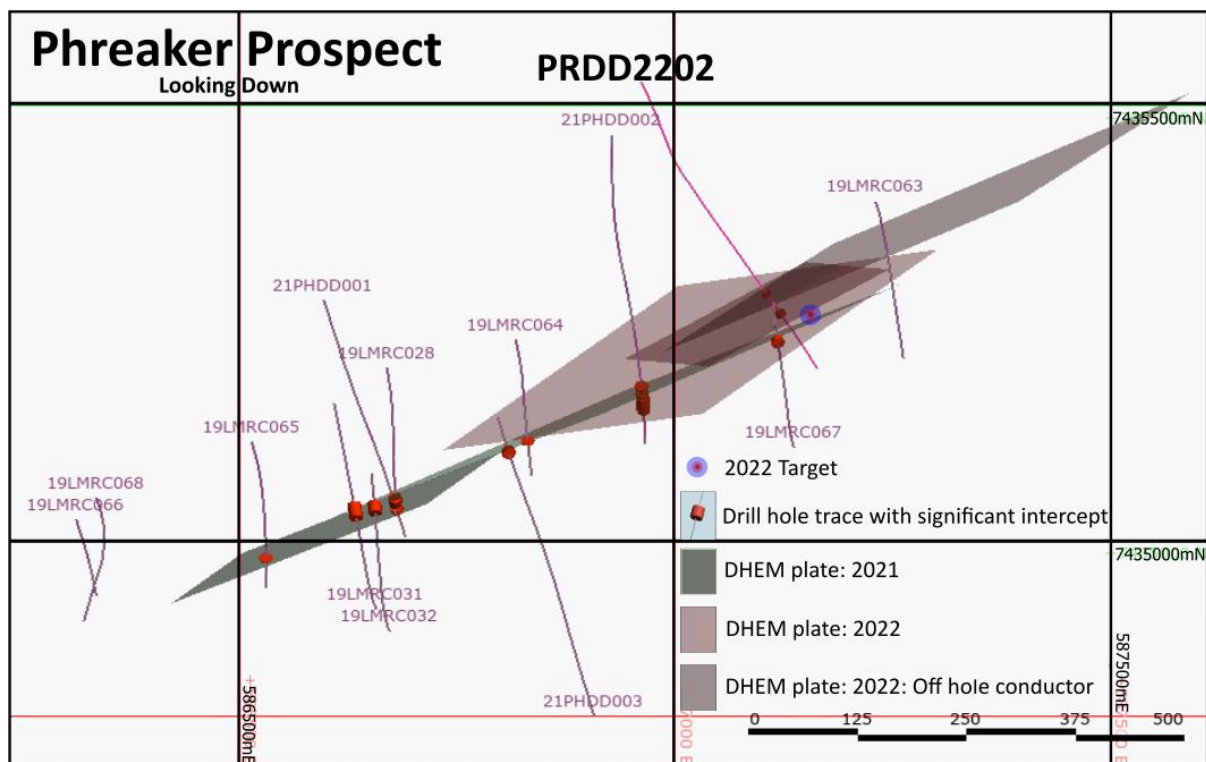 Phreaker Prospect
Looking Down
PRDD2202
7435500mN
21PHDD002
19LMRC063
21PHDD001
19LMRC064
19LMRC028
19LMRC065
19LMRC067
2022 Target
19LMRC068
19LMRC066
Drill hole trace with significant intercept
7435000mN
DHEM plate: 2021
19LMRC031
19LMRC032
DHEM plate: 2022
DHEM plate: 2022: Off hole conductor
21PHDD003
586500mE
587500mE
0 125 250 375 500